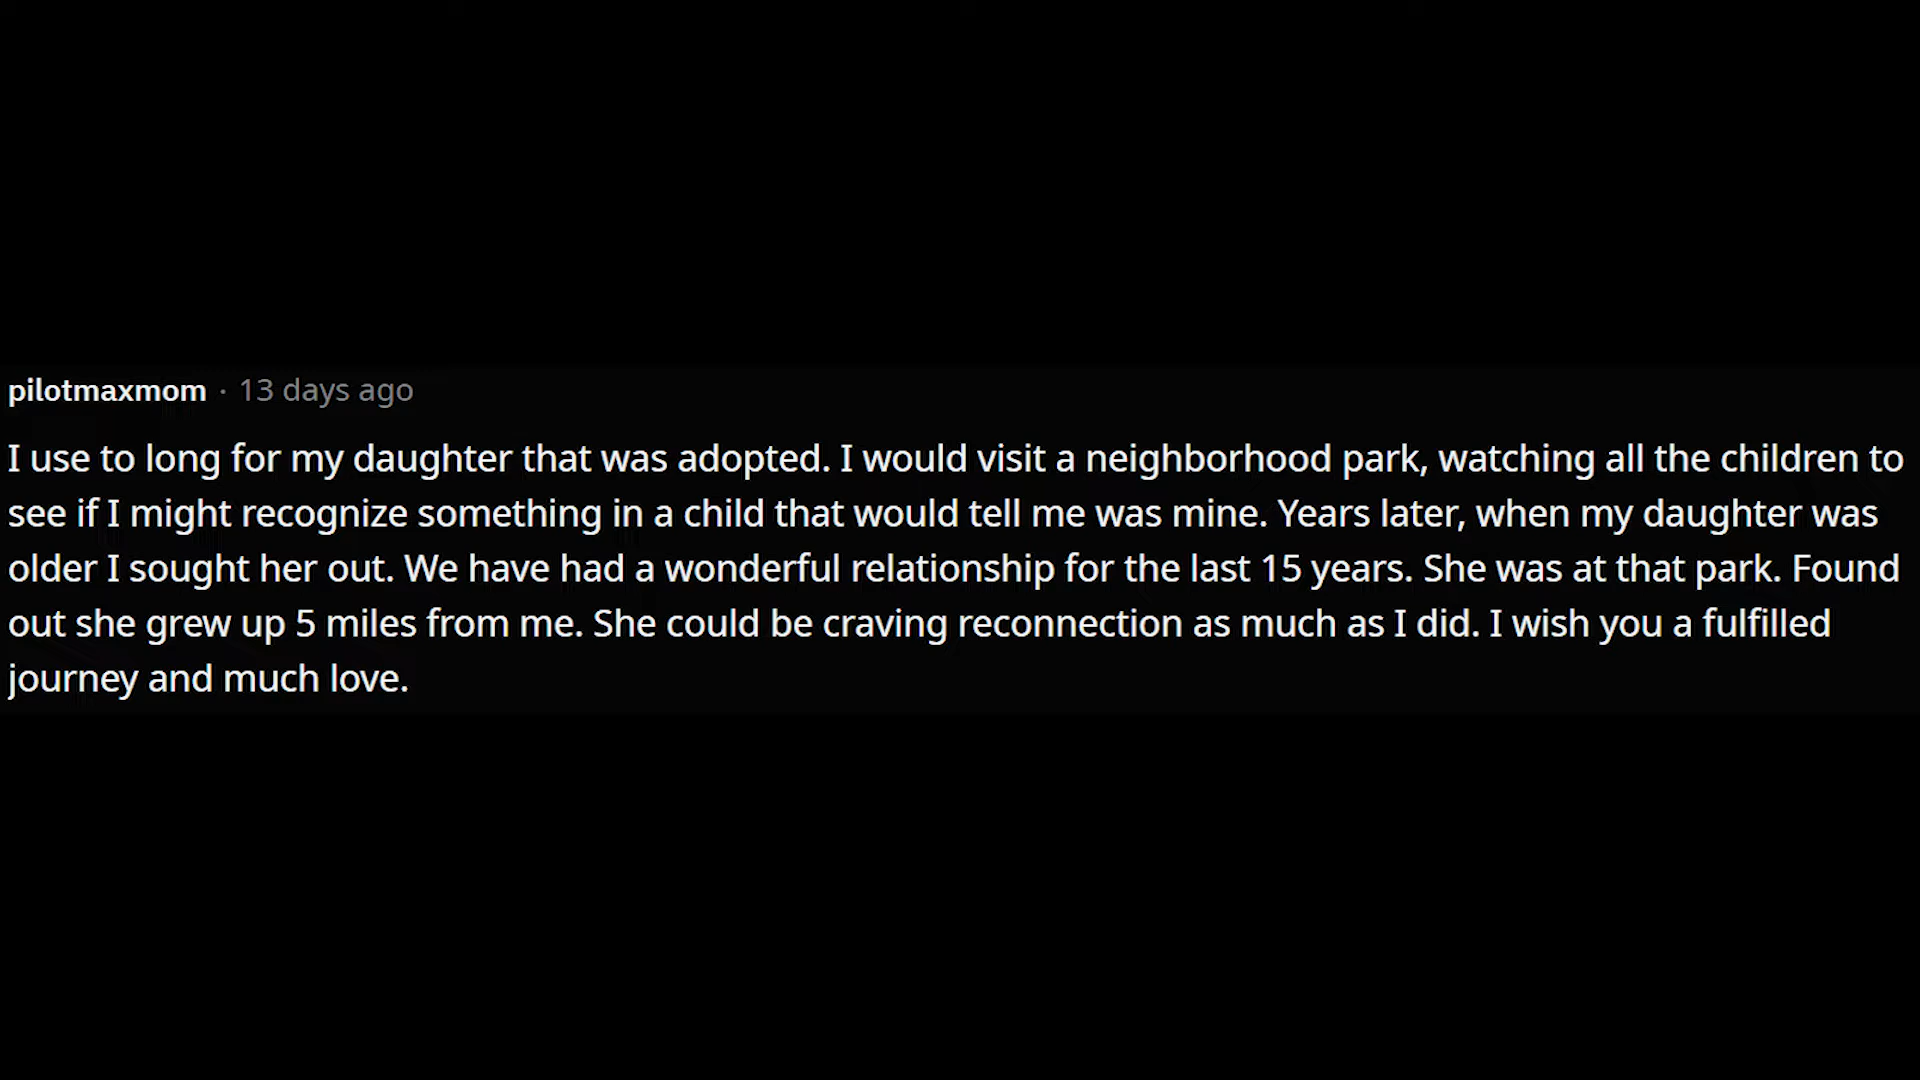 pilotmaxmom · 13 days ago
I use to long for my daughter that was adopted. I would visit a neighborhood park, watching all the children to
see if I might recognize something in a child that would tell me was mine. Years later, when my daughter was
older I sought her out. We have had a wonderful relationship for the last 15 years. She was at that park. Found
out she grew up 5 miles from me. She could be craving reconnection as much as I did. I wish you a fulfilled
journey and much love.